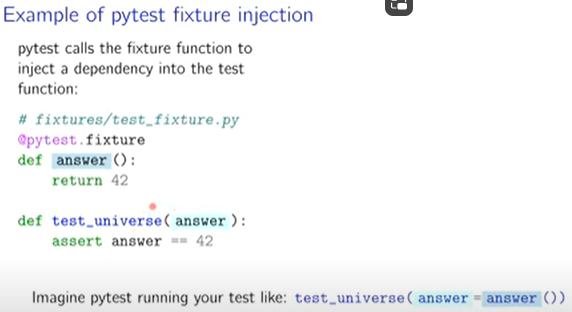 Example of pytest fixture injection
pytest calls the fixture function to
inject a dependency into the test
function:
# fixtures/test_fixture.py
@pytest.fixture
def answer():
return 42
def test_universe(answer):
assert answer == 42
Imagine pytest running your test like: test_universe(answer=answer())